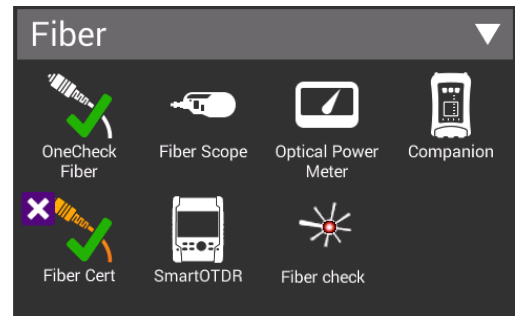 Fiber
OneCheck
Fiber
Fiber Scope
Optical Power
Meter
Companion
Fiber Cert
SmartOTDR
Fiber check